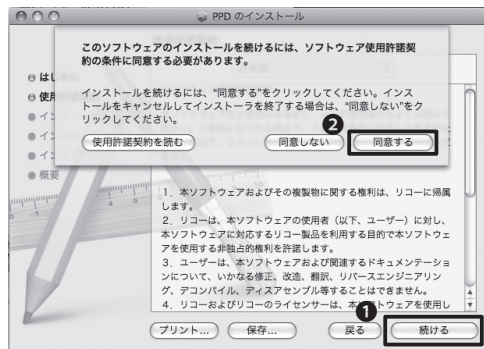 PPD のインストール
このソフトウェアのインストールを続けるには、ソフトウェア使用許諾契
約の条件に同意する必要があります。
インストールを続けるには、"同意する"をクリックしてください。インス
トールをキャンセルしてインストーラを終了する場合は、"同意しない"をク
リックしてください。
❷
使用許諾契約を読む
同意しない
同意する
はじめに
使用
イン
イン
イン
概要
1．本ソフトウェアおよびその複製物に関する権利は、リコーに帰属
します。
2．リコーは、本ソフトウェアの使用者（以下、ユーザー）に対し、
本ソフトウェアに対応するリコー製品を利用する目的で本ソフトウェ
アを使用する非独占的権利を許諾します。
3．ユーザーは、本ソフトウェアおよび関連するドキュメンテーショ
ンについて、いかなる修正、改造、翻訳、リバースエンジニアリン
グ、デコンパイル、ディスアセンブル等することはできません。
4．リコーおよびリコーのライセンサーは、本ソフトウェアを使用し
❶
プリント...
保存...
戻る
続ける